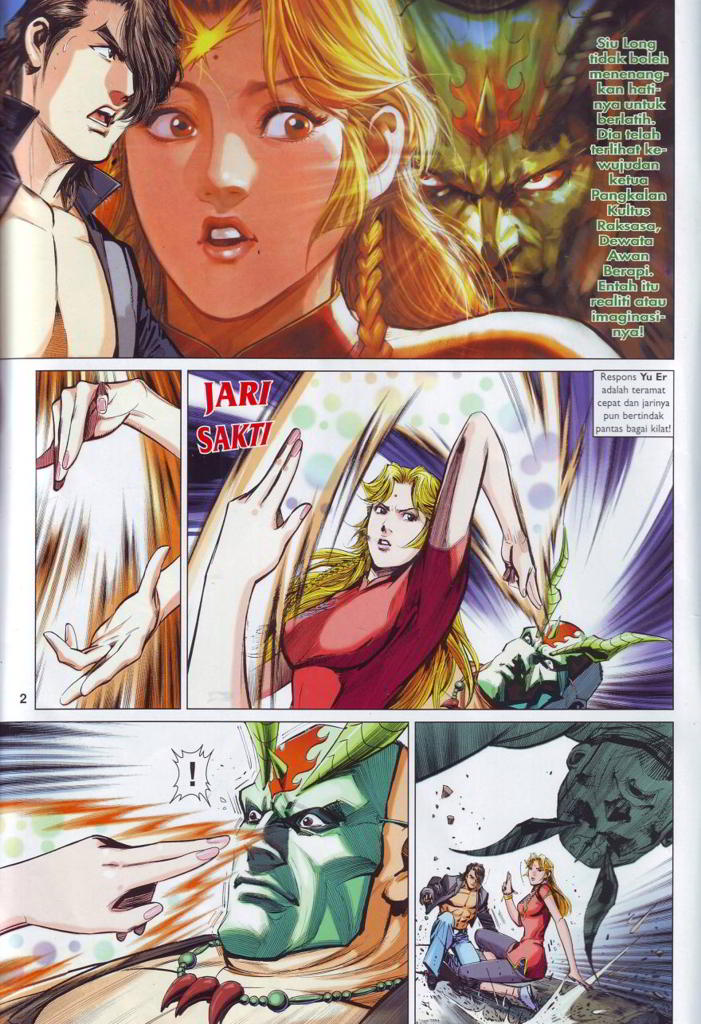 Siu Long
tidak boleh
menenang-
kan hati-
nya untuk
berlatih.
Dia telah
terlihat ke-
wujudan
ketua
Pangkalan
Kultus
Raksasa,
Dewata
Awan
Berapi.
Entah itu
realiti atau
imaginasi-
nya!
JARI
SAKTI
Respons Yu Er
adalah teramat
cepat dan jarinya
pun bertindak
pantas bagai kilat!
2
!